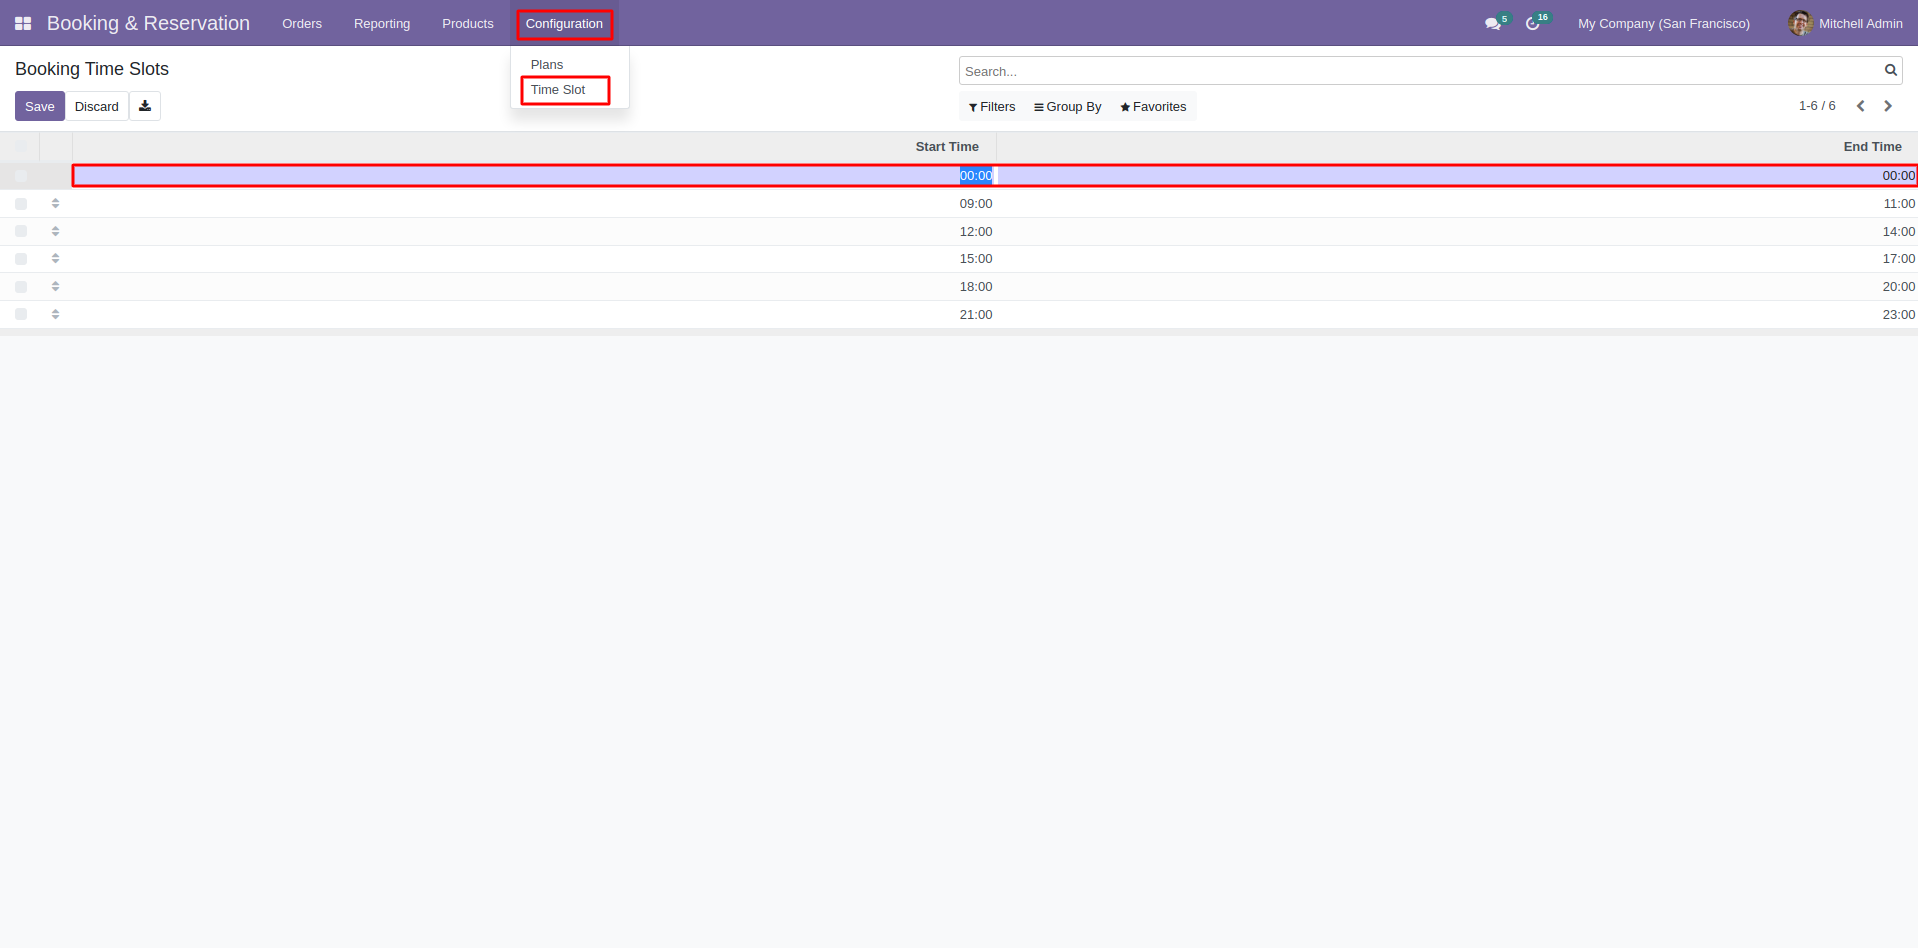 Booking & Reservation Orders Reporting Products Configuration 5 16 My Company (San Francisco) Mitchell Admin
Plans
Time Slot
Booking Time Slots
Search...
Save Discard
Filters Group By Favorites
1-6 / 6
Start Time End Time
00:00 00:00
09:00 11:00
12:00 14:00
15:00 17:00
18:00 20:00
21:00 23:00